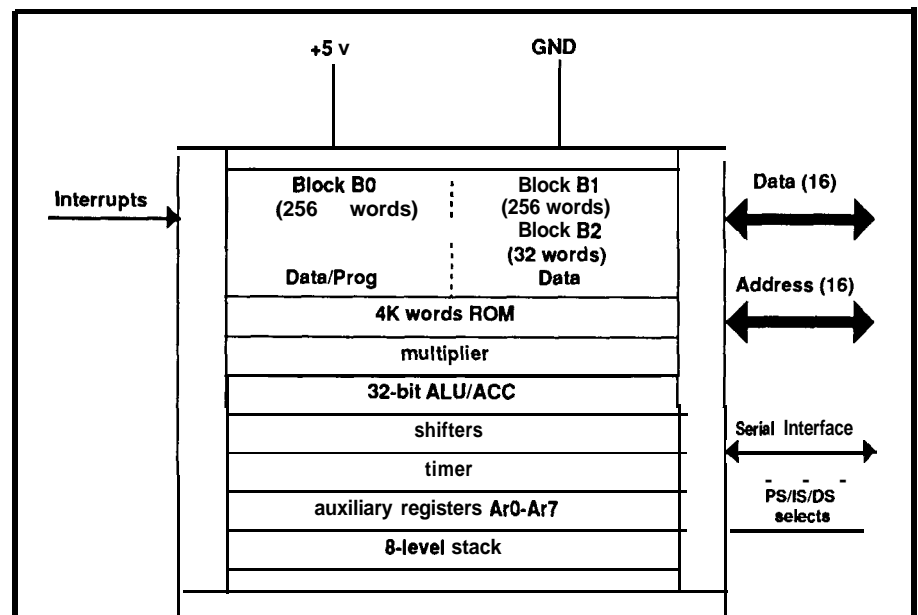 +5 v
GND
Interrupts
Block B0
(256 words)
Data/Prog
Block B1
(256 words)
Block B2
(32 words)
Data
Data (16)
Address (16)
4K words ROM
multiplier
32-bit ALU/ACC
shifters
timer
auxiliary registers Ar0-Ar7
8-level stack
Serial Interface
PS/IS/DS
selects